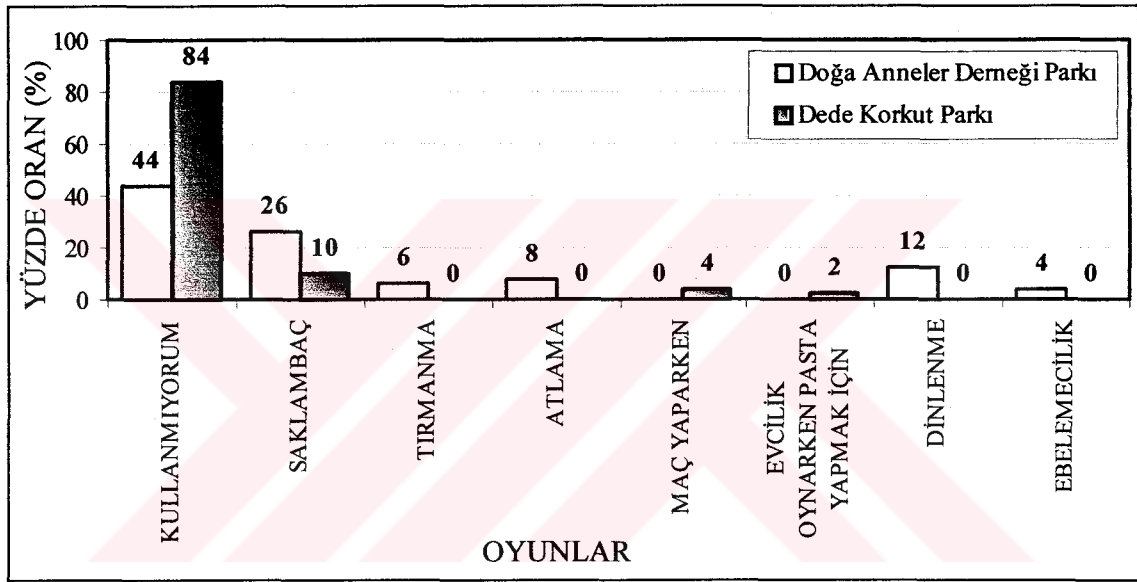 100
80
60
40
20
0
YÜZDE ORAN (%)
Doğa Anneler Derneği Parkı
Dede Korkut Parkı
44
84
26
10
6
0
8
0
0
4
0
2
12
0
4
0
KULLANMIYORUM
SAKLAMBAÇ
TIRMANMA
ATLAMA
MAÇ YAPARKEN
EVCİLİK
OYNARKEN PASTA
YAPMAK İÇİN
DİNLENME
EBELEMECİLİK
OYUNLAR